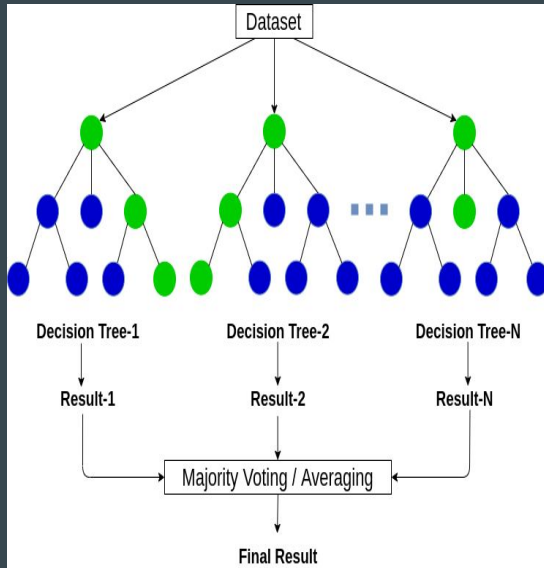 Dataset
Decision Tree-1
Decision Tree-2
Decision Tree-N
Result-1
Result-2
Result-N
Majority Voting / Averaging
Final Result